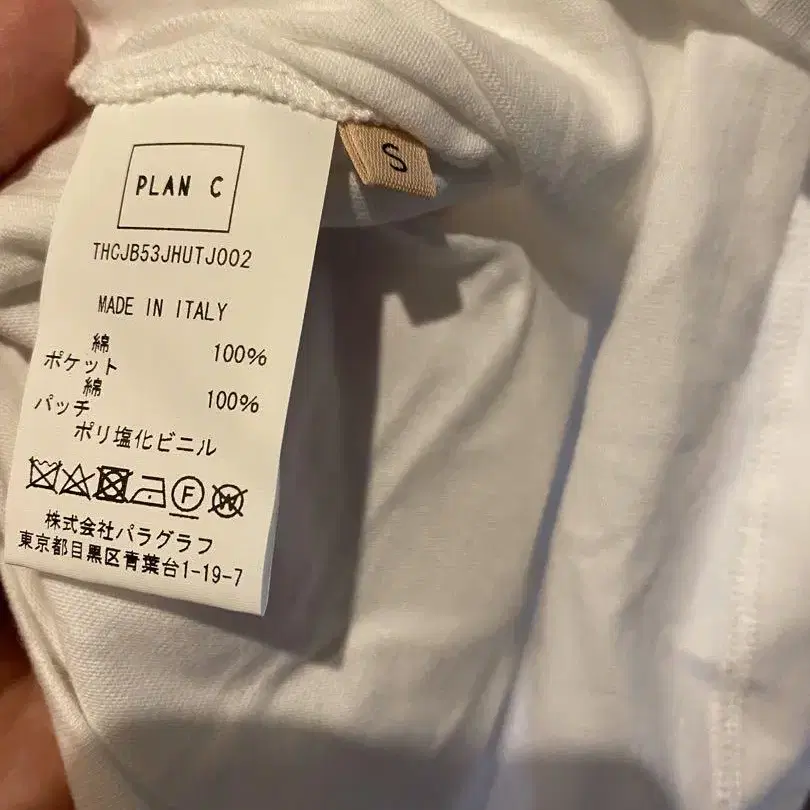 PLAN C
S
THCJB53JHUTJ002
MADE IN ITALY
綿 100%
ポケット
綿 100%
パッチ
ポリ塩化ビニル
F
W
株式会社パラグラフ
東京都目黒区青葉台1-19-7